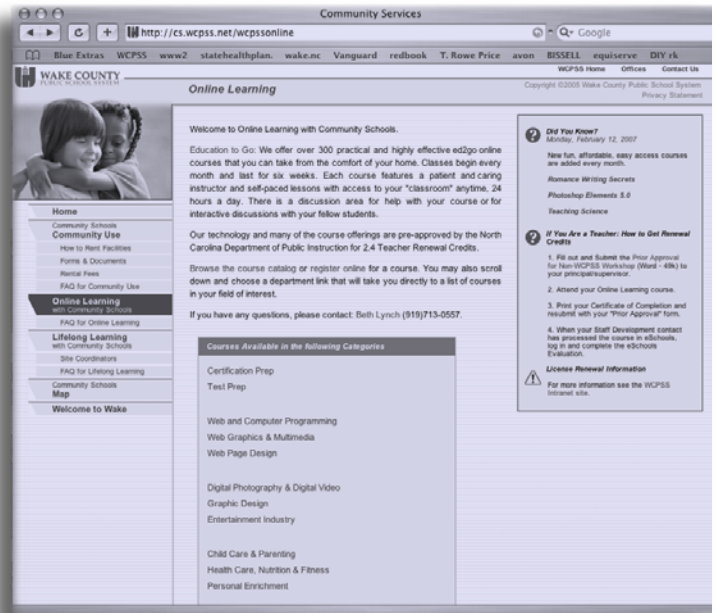 Community Services
http://cs.wcpss.net/wcpssonline
Google
Blue Extras WCPSS www2 statehealthplan. wake.nc Vanguard redbook T. Rowe Price avon BISSELL equiserve DIY rk
WAKE COUNTY
PUBLIC SCHOOL SYSTEM
WCPSS Home Offices Contact Us
Online Learning
Copyright ©2005 Wake County Public School System
Privacy Statement
Home
Community Schools
Community Use
How to Rent Facilities
Forms & Documents
Rental Fees
FAQ for Community Use
Online Learning
with Community Schools
FAQ for Online Learning
Lifelong Learning
with Community Schools
Site Coordinators
FAQ for Lifelong Learning
Community Schools
Map
Welcome to Wake
Welcome to Online Learning with Community Schools.
Education to Go: We offer over 300 practical and highly effective ed2go online
courses that you can take from the comfort of your home. Classes begin every
month and last for six weeks. Each course features a patient and caring
instructor and self-paced lessons with access to your "classroom" anytime, 24
hours a day. There is a discussion area for help with your course or for
interactive discussions with your fellow students.
Our technology and many of the course offerings are pre-approved by the North
Carolina Department of Public Instruction for 2.4 Teacher Renewal Credits.
Browse the course catalog or register online for a course. You may also scroll
down and choose a department link that will take you directly to a list of courses
in your field of interest.
If you have any questions, please contact: Beth Lynch (919)713-0557.
Courses Available in the following Categories
Certification Prep
Test Prep
Web and Computer Programming
Web Graphics & Multimedia
Web Page Design
Digital Photography & Digital Video
Graphic Design
Entertainment Industry
Child Care & Parenting
Health Care, Nutrition & Fitness
Personal Enrichment
Did You Know?
Monday, February 12, 2007
New fun, affordable, easy access courses
are added every month.
Romance Writing Secrets
Photoshop Elements 5.0
Teaching Science
If You Are a Teacher: How to Get Renewal
Credits
1. Fill out and Submit the Prior Approval
for Non-WCPSS Workshop (Word - 49k) to
your principal/supervisor.
2. Attend your Online Learning course.
3. Print your Certificate of Completion and
resubmit with your "Prior Approval" form.
4. When your Staff Development contact
has processed the course in eSchools,
log in and complete the eSchools
Evaluation.
License Renewal Information
For more information see the WCPSS
Intranet site.